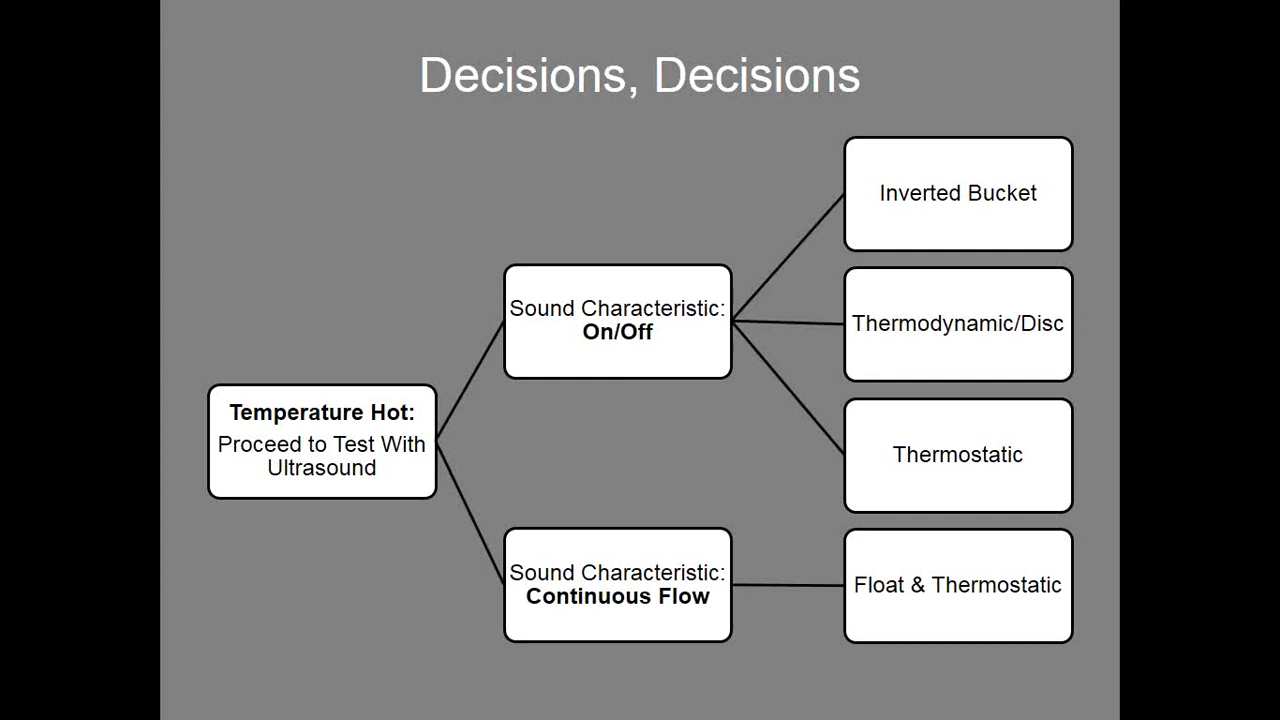 Decisions, Decisions
Temperature Hot:
Proceed to Test With
Ultrasound
Sound Characteristic:
On/Off
Sound Characteristic:
Continuous Flow
Inverted Bucket
Thermodynamic/Disc
Thermostatic
Float & Thermostatic